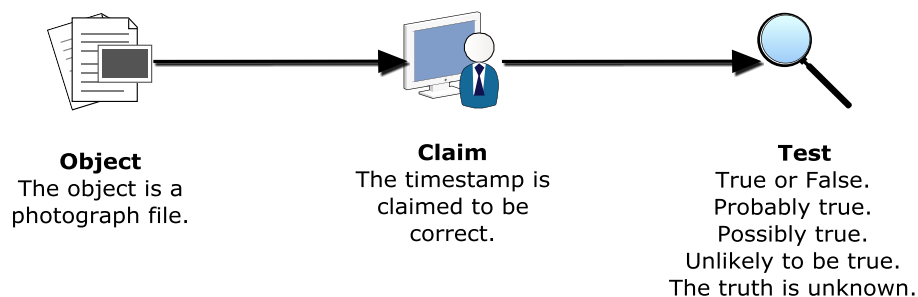 Object
The object is a
photograph file.
Claim
The timestamp is
claimed to be
correct.
Test
True or False.
Probably true.
Possibly true.
Unlikely to be true.
The truth is unknown.